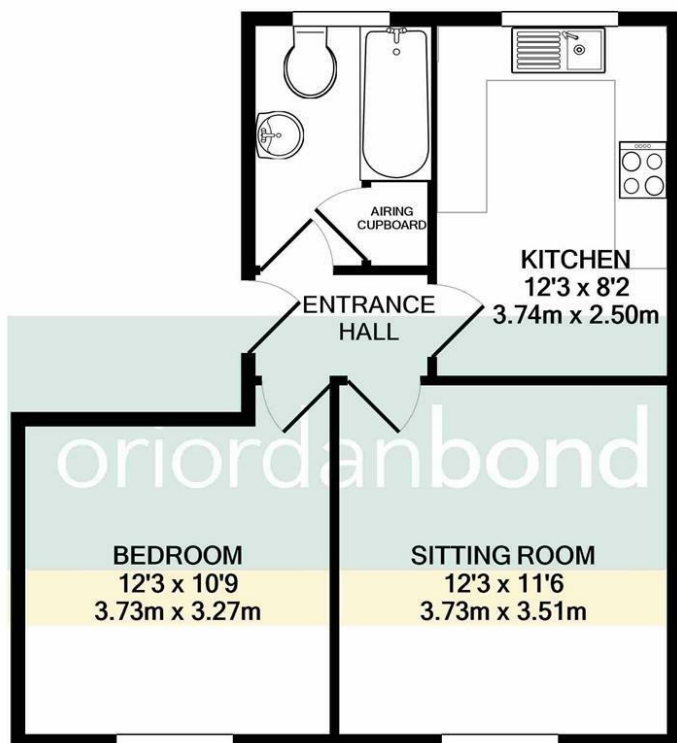 AIRING
CUPBOARD
KITCHEN
12'3 x 8'2
3.74m x 2.50m
ENTRANCE
HALL
oriordanbond
BEDROOM
12'3 x 10'9
3.73m x 3.27m
SITTING ROOM
12'3 x 11'6
3.73m x 3.51m